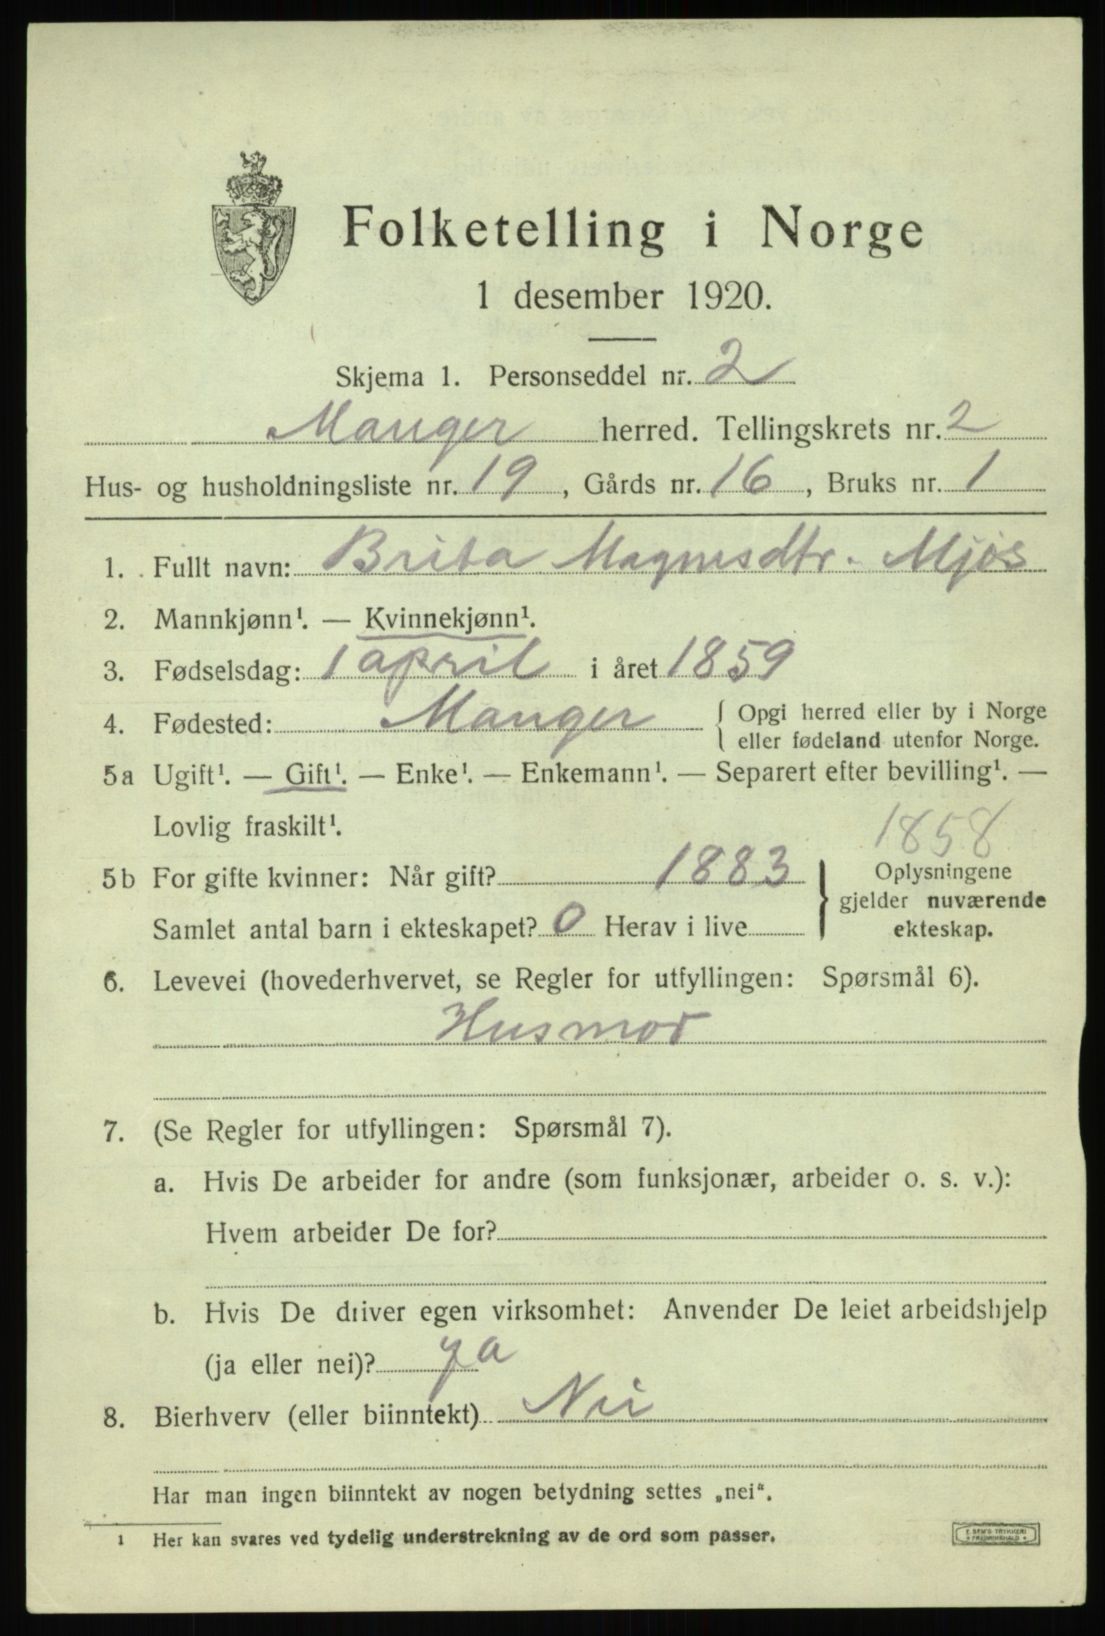 Folketelling i Norge
1 desember 1920.
Skjema 1. Personseddel nr. 2
Manger herred. Tellingskrets nr. 2
Hus- og husholdningsliste nr. 19, Gårds nr. 16, Bruks nr. 1
1. Fullt navn: Brita Magnesdtr. Mjøs
2. Mannkjønn¹. — Kvinnekjønn¹.
3. Fødselsdag: 1 april i året 1859
4. Fødested: Manger { Opgi herred eller by i Norge
eller fødeland utenfor Norge.
5a Ugift¹. — Gift¹. — Enke¹. — Enkemann¹. — Separert efter bevilling¹. —
Lovlig fraskilt¹.
1858
5b For gifte kvinner: Når gift? 1883 } Oplysningene
gjelder nuværende
Samlet antal barn i ekteskapet? 0 Herav i live ekteskap.
6. Levevei (hovederhvervet, se Regler for utfyllingen: Spørsmål 6).
Husmor
7. (Se Regler for utfyllingen: Spørsmål 7).
a. Hvis De arbeider for andre (som funksjonær, arbeider o. s. v.):
Hvem arbeider De for?
b. Hvis De driver egen virksomhet: Anvender De leiet arbeidshjelp
(ja eller nei)? ja
8. Bierhverv (eller biinntekt) Nei
Har man ingen biinntekt av nogen betydning settes „nei".
¹ Her kan svares ved tydelig understrekning av de ord som passer.